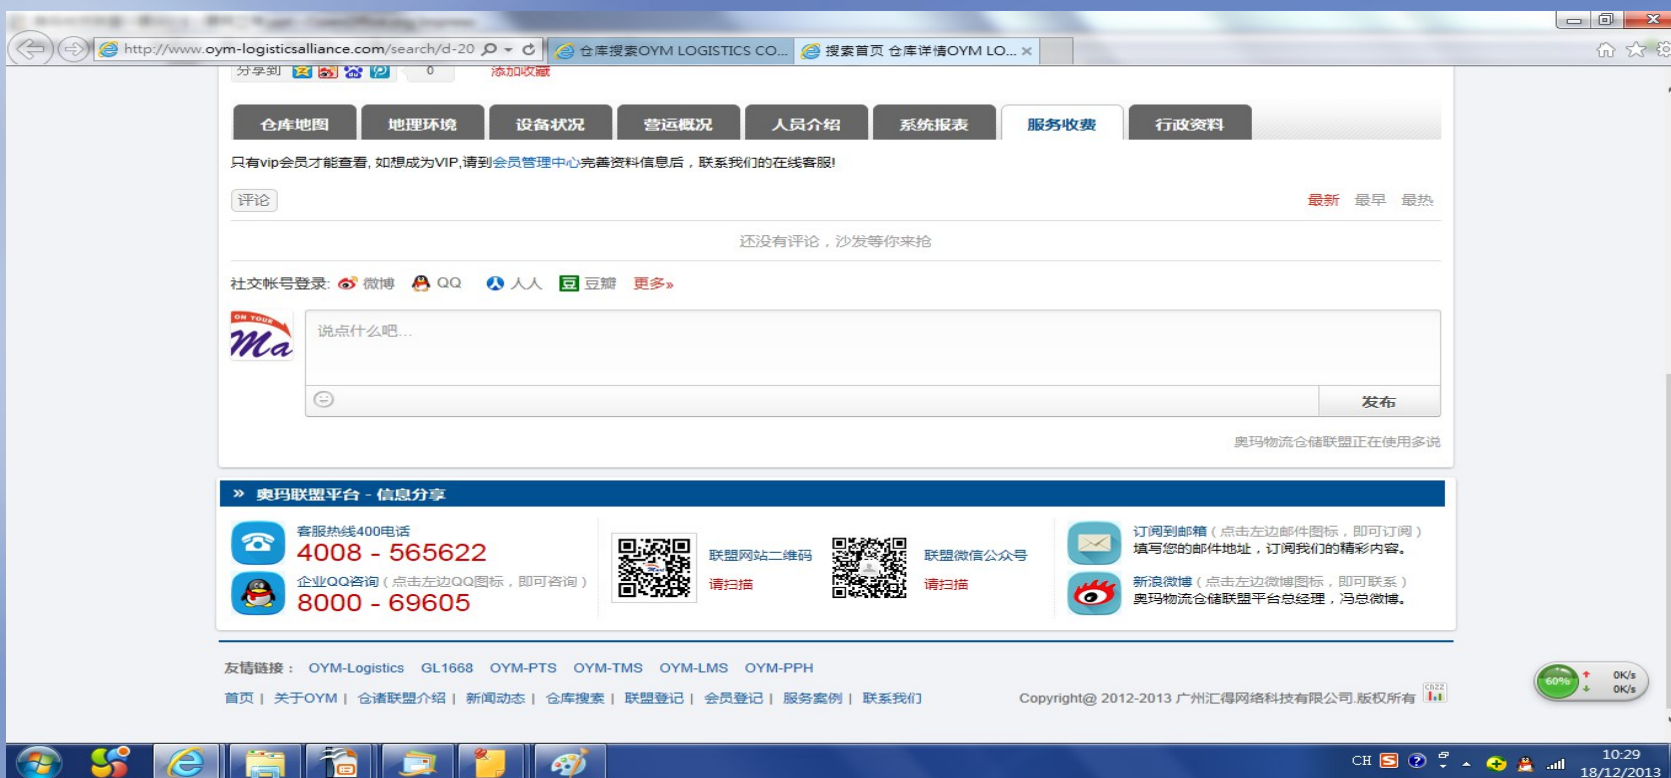 http://www.oym-logisticsalliance.com/search/d-20
仓库搜索OYM LOGISTICS CO...
搜索首页 仓库详情OYM LO...
分享到 0 添加收藏
仓库地图 地理环境 设备状况 营运概况 人员介绍 系统报表 服务收费 行政资料
只有vip会员才能查看, 如想成为VIP,请到会员管理中心完善资料信息后，联系我们的在线客服!
评论 最新 最早 最热
还没有评论，沙发等你来抢
社交帐号登录: 微博 QQ 人人 豆瓣 更多»
ON YOUR
Ma
说点什么吧...
发布
奥玛物流仓储联盟正在使用多说
» 奥玛联盟平台 - 信息分享
客服热线400电话
4008 - 565622
企业QQ咨询 ( 点击左边QQ图标，即可咨询 )
8000 - 69605
联盟网站二维码
请扫描
联盟微信公众号
请扫描
订阅到邮箱 ( 点击左边邮件图标，即可订阅 )
填写您的邮件地址，订阅我们的精彩内容。
新浪微博 ( 点击左边微博图标，即可联系 )
奥玛物流仓储联盟平台总经理，冯总微博。
友情链接： OYM-Logistics GL1668 OYM-PTS OYM-TMS OYM-LMS OYM-PPH
首页 | 关于OYM | 仓诸联盟介绍 | 新闻动态 | 仓库搜索 | 联盟登记 | 会员登记 | 服务案例 | 联系我们
Copyright@ 2012-2013 广州汇得网络科技有限公司.版权所有
CNZZ
60% 0K/s
0K/s
CH
10:29
18/12/2013